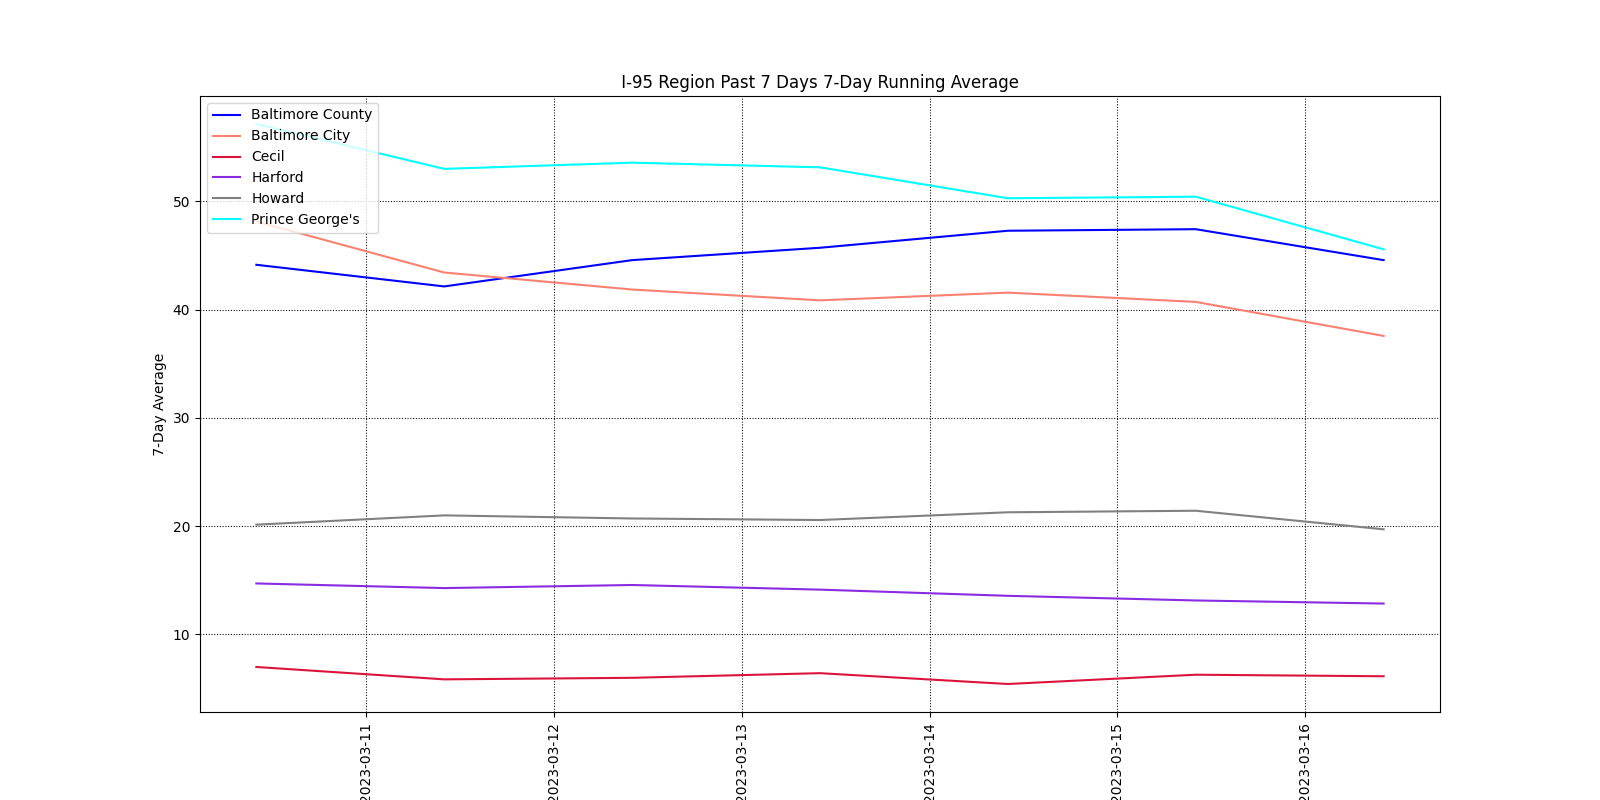 I-95 Region Past 7 Days 7-Day Running Average
Baltimore County
Baltimore City
Cecil
Harford
Howard
Prince George's
7-Day Average
50
40
30
20
10
2023-03-11
2023-03-12
2023-03-13
2023-03-14
2023-03-15
2023-03-16